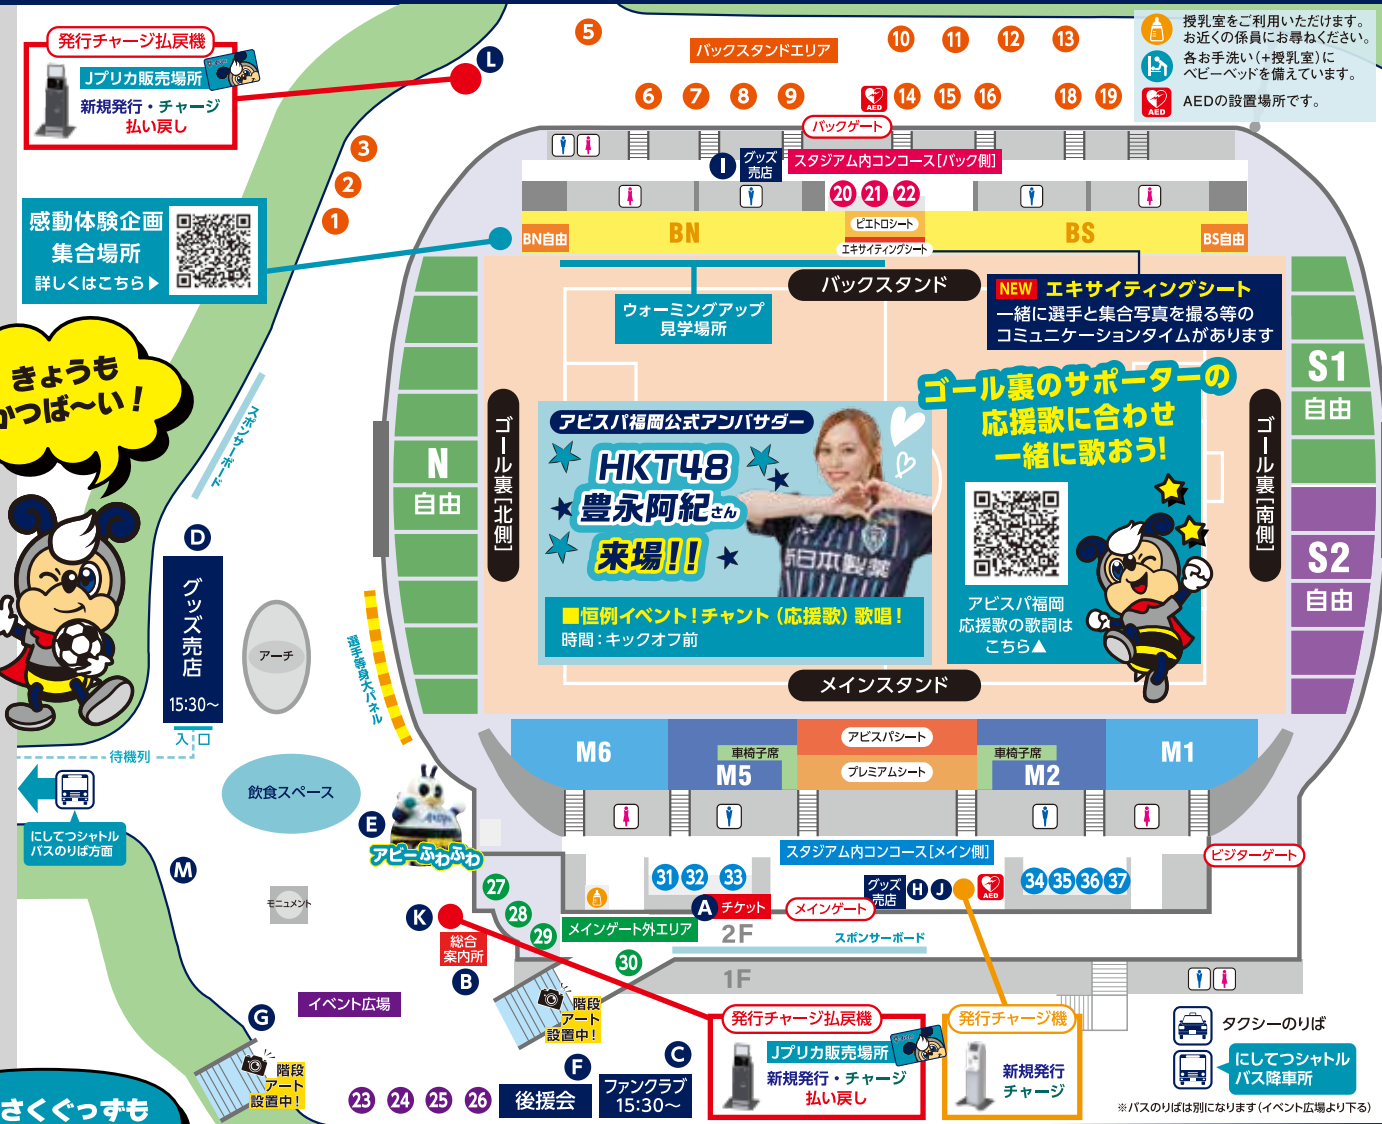 発行チャージ払戻機
Jプリカ販売場所
新規発行・チャージ
払い戻し
L
5
バックスタンドエリア
10
11
12
13
授乳室をご利用いただけます。
お近くの係員にお尋ねください。
各お手洗い(+授乳室)に
ベビーベッドを備えています。
AEDの設置場所です。
AED
6
7
8
9
AED
14
15
16
18
19
バックゲート
3
2
1
I
グッズ
売店
スタジアム内コンコース[バック側]
20
21
22
感動体験企画
集合場所
詳しくはこちら▶
BN自由
BN
ピエトロシート
エキサイティングシート
BS
BS自由
バックスタンド
ウォーミングアップ
見学場所
NEW エキサイティングシート
一緒に選手と集合写真を撮る等の
コミュニケーションタイムがあります
きょうも
かつば〜い!
スポンサーボード
N
自由
ゴール裏[北側]
アビスパ福岡公式アンバサダー
HKT48
豊永阿紀さん
来場!!
新日本製薬
■恒例イベント!チャント(応援歌)歌唱!
時間:キックオフ前
ゴール裏のサポーターの
応援歌に合わせ
一緒に歌おう!
アビスパ福岡
応援歌の歌詞は
こちら▲
ゴール裏[南側]
S1
自由
S2
自由
D
グッズ売店
15:30〜
入口
待機列
アーチ
選手等身大パネル
メインスタンド
M6
車椅子席
M5
アビスパシート
プレミアムシート
車椅子席
M2
M1
にしてつシャトル
バスのりば方面
飲食スペース
E
アビーふわふわ
M
モニュメント
スタジアム内コンコース[メイン側]
ビジターゲート
31
32
33
グッズ
売店
H
J
AED
34
35
36
37
27
28
29
30
A
チケット
メインゲート
メインゲート外エリア
2F
スポンサーボード
1F
K
総合
案内所
B
階段
アート
設置中!
イベント広場
G
階段
アート
設置中!
23
24
25
26
F
後援会
C
ファンクラブ
15:30〜
発行チャージ払戻機
Jプリカ販売場所
新規発行・チャージ
払い戻し
発行チャージ機
新規発行
チャージ
タクシーのりば
にしてつシャトル
バス降車所
※バスのりばは別になります(イベント広場より下る)
さくぐっずも